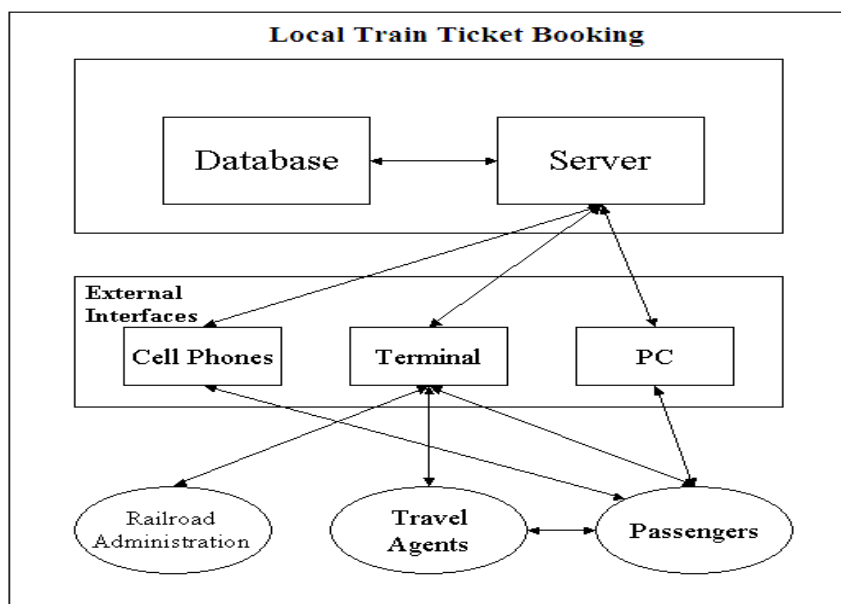 Local Train Ticket Booking
Database
Server
External
Interfaces
Cell Phones
Terminal
PC
Railroad
Administration
Travel
Agents
Passengers